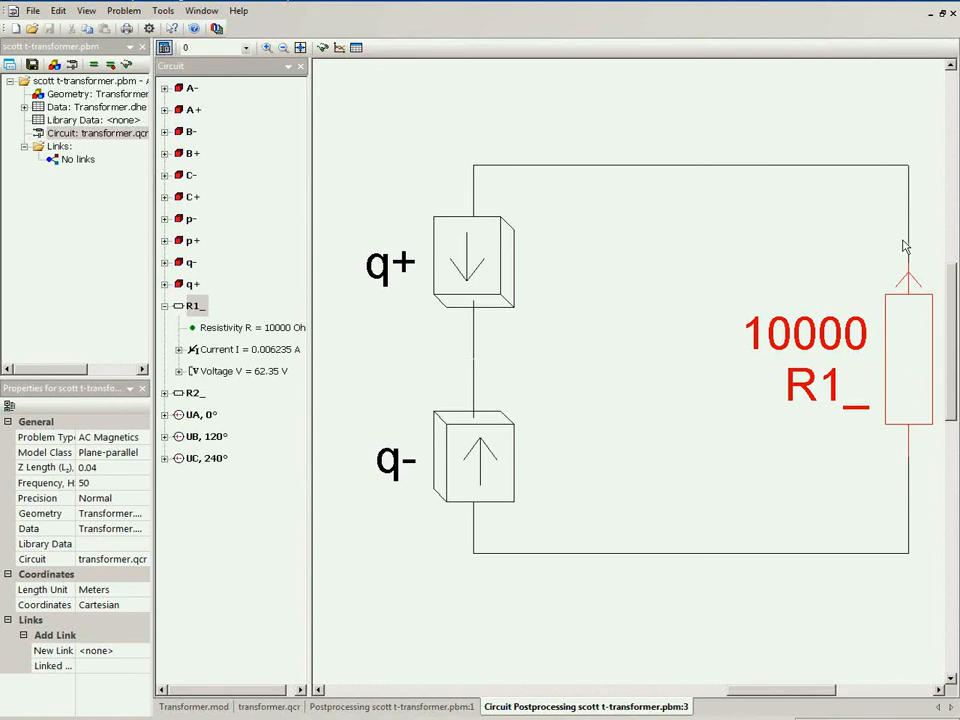 File Edit View Problem Tools Window Help
0
scott t-transformer.pbm
Circuit
scott t-transformer.pbm - A
Geometry: Transformer
Data: Transformer.dhe
Library Data: <none>
Circuit: transformer.qcr
Links:
No links
A-
A+
B-
B+
C-
C+
p-
p+
q-
q+
R1_
Resistivity R = 10000 Oh
Current I = 0.006235 A
Voltage V = 62.35 V
R2_
UA, 0°
UB, 120°
UC, 240°
q+
q-
10000
R1_
Properties for scott t-transfo...
General
Problem Typ AC Magnetics
Model Class Plane-parallel
Z Length (Lz) 0.04
Frequency, H: 50
Precision Normal
Geometry Transformer....
Data Transformer....
Library Data
Circuit transformer.qcr
Coordinates
Length Unit Meters
Coordinates Cartesian
Links
Add Link
New Link <none>
Linked ...
Transformer.mod transformer.qcr Postprocessing scott t-transformer.pbm:1 Circuit Postprocessing scott t-transformer.pbm:3